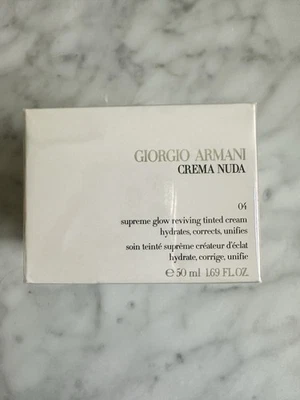 GIORGIO ARMANI
CREMA NUDA
04
supreme glow reviving tinted cream
hydrates, corrects, unifies
soin teinté suprême créateur d'éclat
hydrate, corrige, unifie
℮ 50 ml 1.69 FL.OZ.